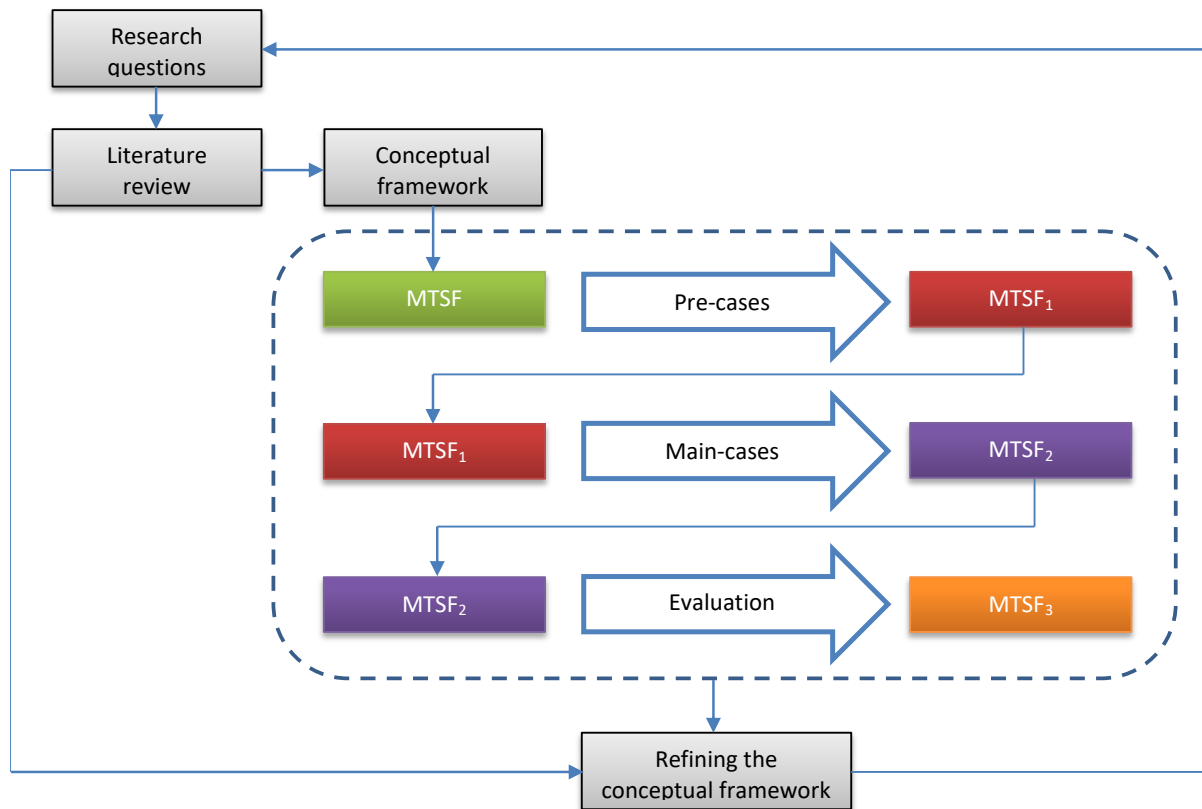 Research
questions
Literature
review
Conceptual
framework
MTSF
Pre-cases
MTSF₁
MTSF₁
Main-cases
MTSF₂
MTSF₂
Evaluation
MTSF₃
Refining the
conceptual framework